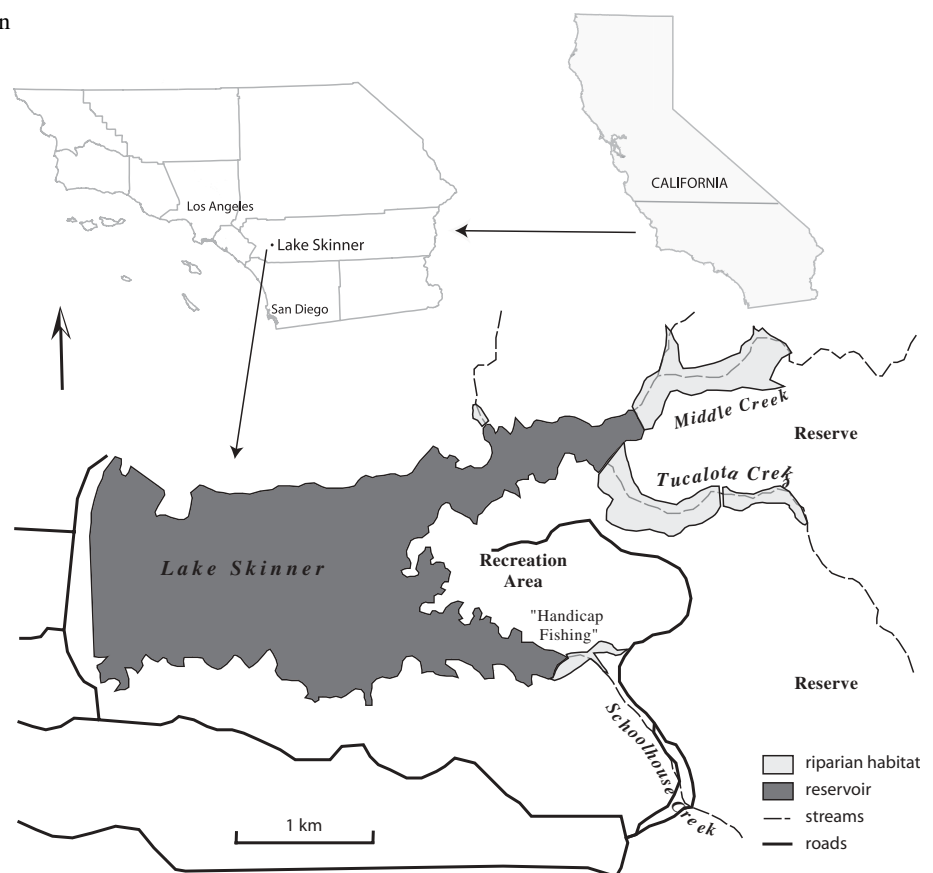 n
CALIFORNIA
Los Angeles
Lake Skinner
San Diego
Middle Creek
Reserve
Tucalota Creek
Lake Skinner
Recreation
Area
"Handicap
Fishing"
Reserve
Schoolhouse Creek
riparian habitat
reservoir
streams
roads
1 km